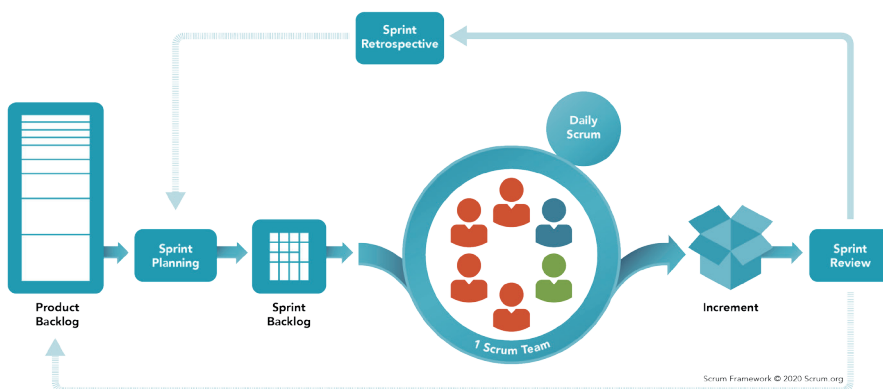 Sprint
Retrospective
Daily
Scrum
Sprint
Planning
Sprint
Review
Product
Backlog
Sprint
Backlog
Increment
1 Scrum Team
Scrum Framework © 2020 Scrum.org